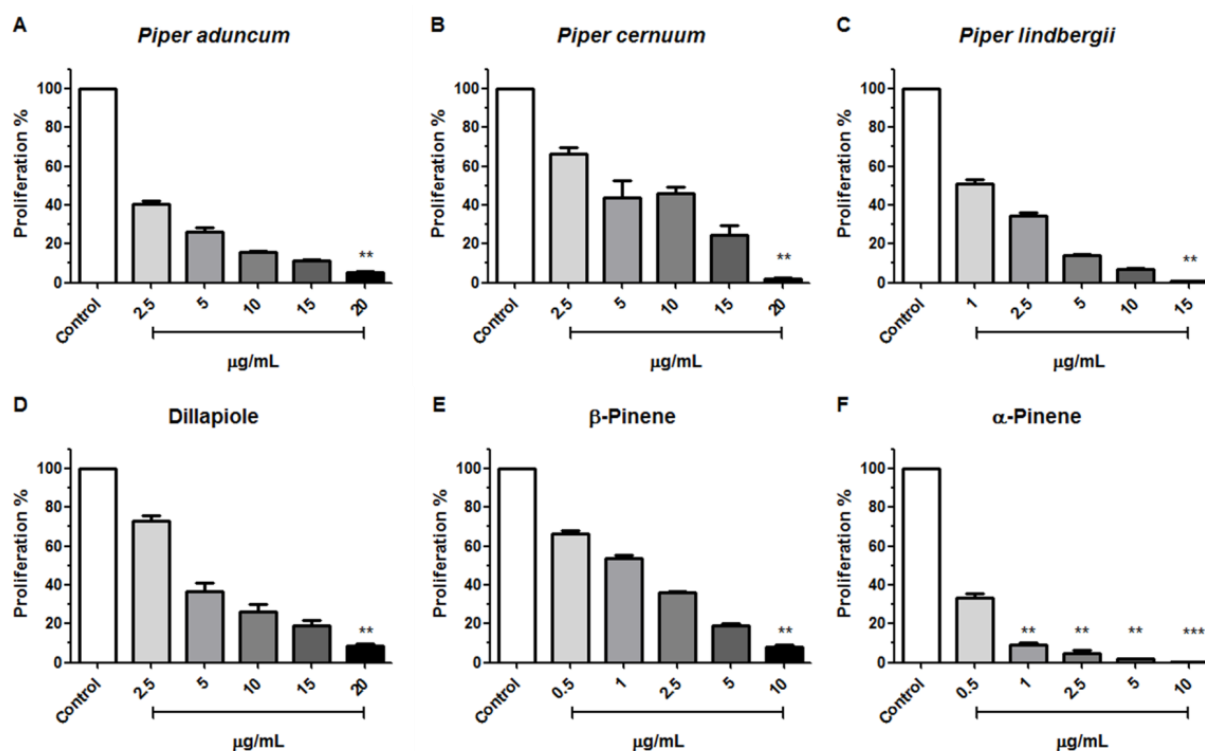 A
Piper aduncum
Proliferation %
100
80
60
40
20
0
**
Control
2.5
5
10
15
20
μg/mL
B
Piper cernuum
Proliferation %
100
80
60
40
20
0
**
Control
2.5
5
10
15
20
μg/mL
C
Piper lindbergii
Proliferation %
100
80
60
40
20
0
**
Control
1
2.5
5
10
15
μg/mL
D
Dillapiole
Proliferation %
100
80
60
40
20
0
**
Control
2.5
5
10
15
20
μg/mL
E
β-Pinene
Proliferation %
100
80
60
40
20
0
**
Control
0.5
1
2.5
5
10
μg/mL
F
α-Pinene
Proliferation %
100
80
60
40
20
0
** ** ** ***
Control
0.5
1
2.5
5
10
μg/mL